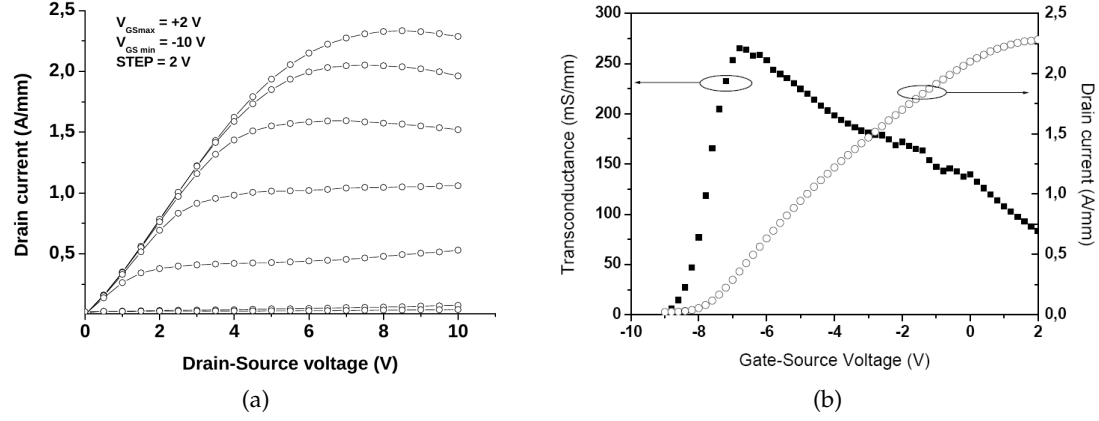 2,5
2,0
1,5
1,0
0,5
0 2 4 6 8 10
Drain current (A/mm)
Drain-Source voltage (V)
VGSmax = +2 V
VGS min = -10 V
STEP = 2 V
(a)
300
250
200
150
100
50
0
-10 -8 -6 -4 -2 0 2
Transconductance (mS/mm)
Gate-Source Voltage (V)
2,5
2,0
1,5
1,0
0,5
0,0
Drain current (A/mm)
(b)